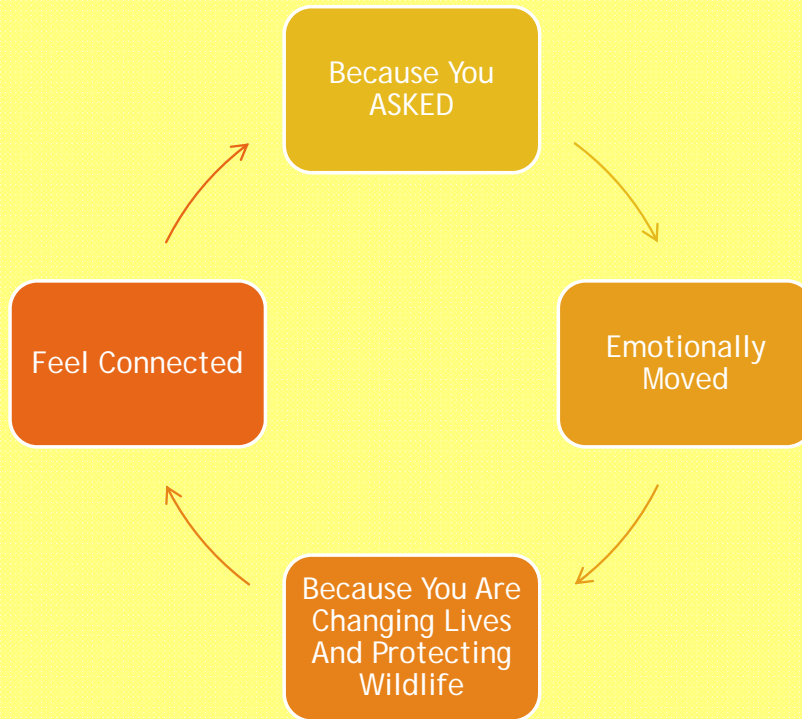 Because You
ASKED
Emotionally
Moved
Because You Are
Changing Lives
And Protecting
Wildlife
Feel Connected